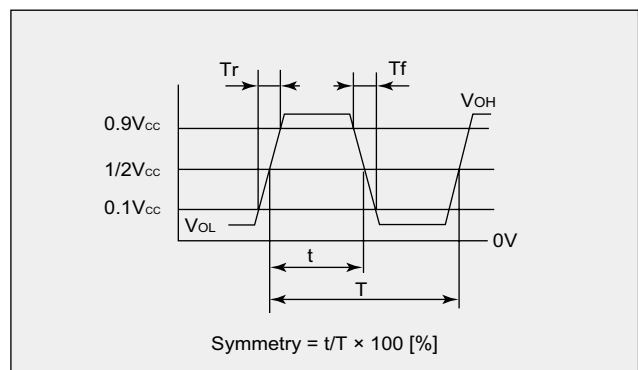 Tr
Tf
VOH
0.9Vcc
1/2Vcc
0.1Vcc
VOL
0V
t
T
Symmetry = t/T × 100 [%]